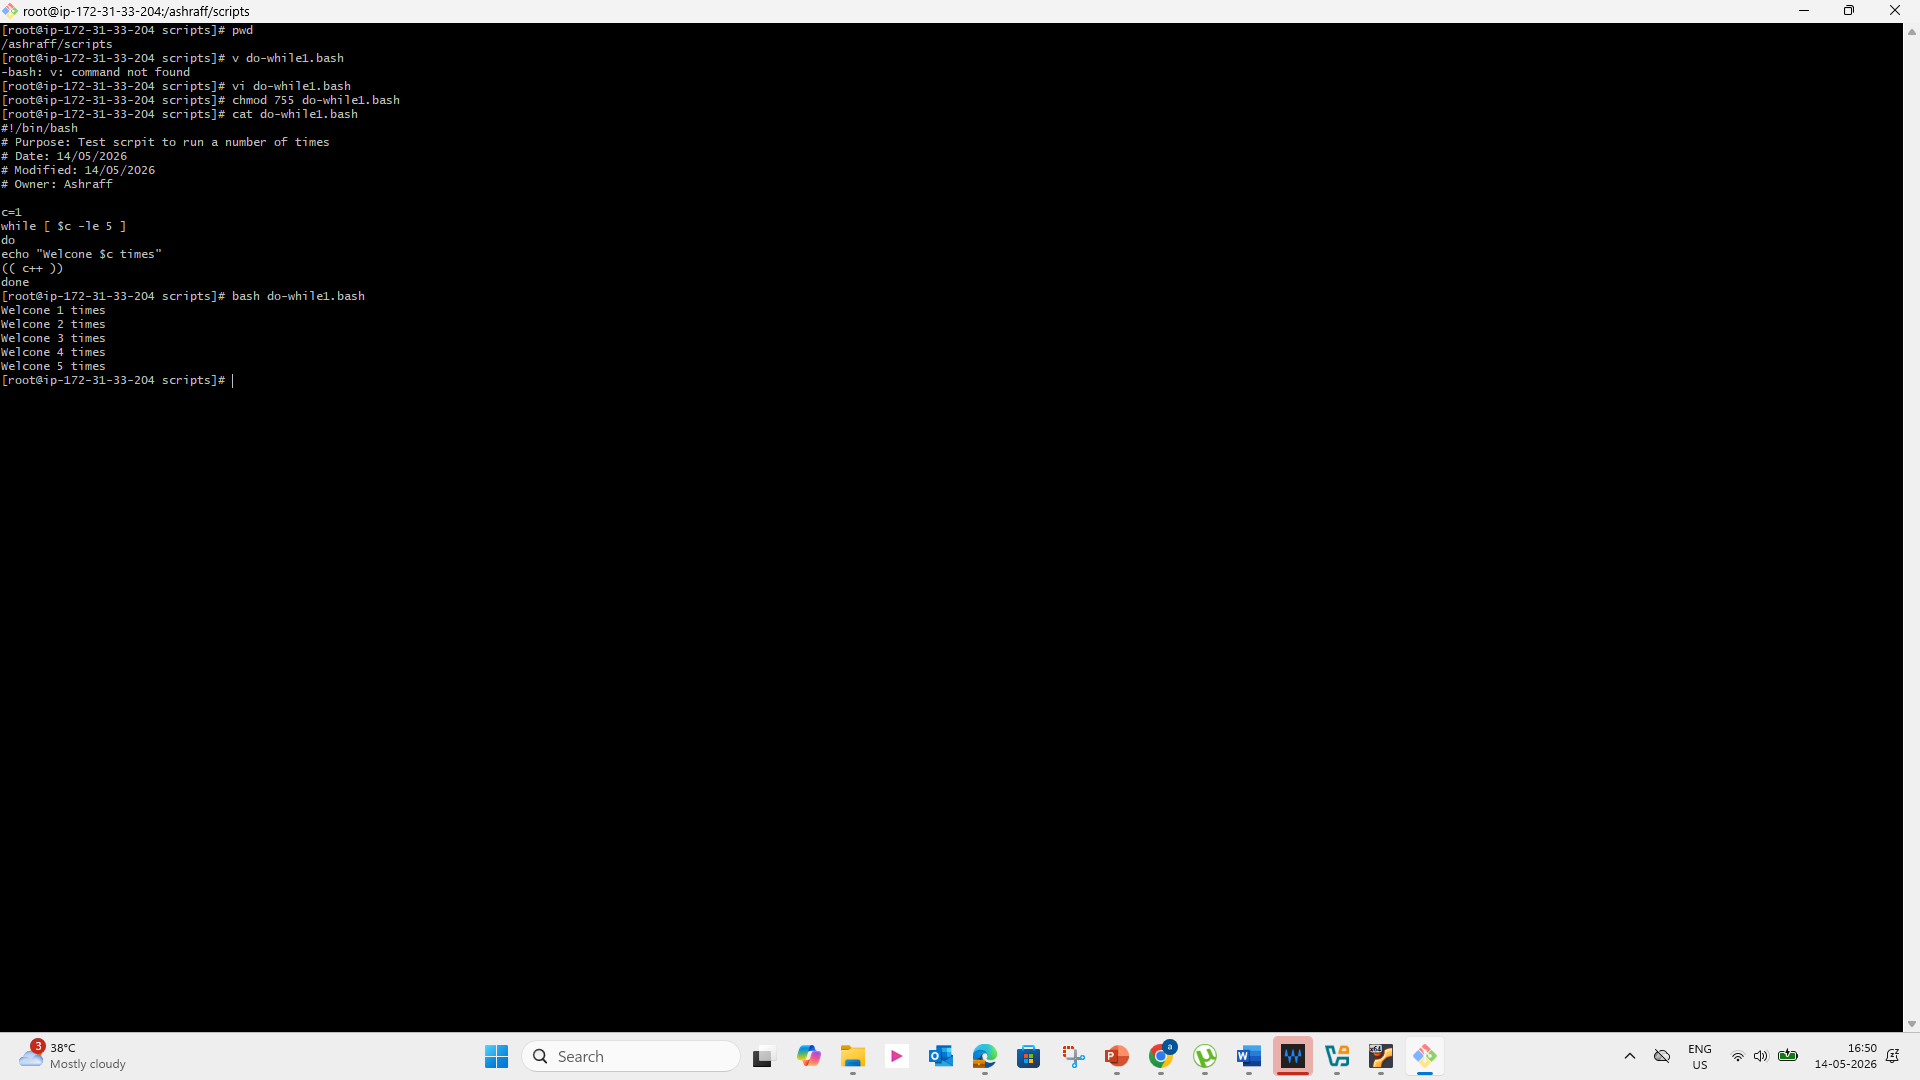 root@ip-172-31-33-204:/ashraff/scripts
[root@ip-172-31-33-204 scripts]# pwd
/ashraff/scripts
[root@ip-172-31-33-204 scripts]# v do-while1.bash
-bash: v: command not found
[root@ip-172-31-33-204 scripts]# vi do-while1.bash
[root@ip-172-31-33-204 scripts]# chmod 755 do-while1.bash
[root@ip-172-31-33-204 scripts]# cat do-while1.bash
#!/bin/bash
# Purpose: Test scrpit to run a number of times
# Date: 14/05/2026
# Modified: 14/05/2026
# Owner: Ashraff
c=1
while [ $c -le 5 ]
do
echo "Welcone $c times"
(( c++ ))
done
[root@ip-172-31-33-204 scripts]# bash do-while1.bash
Welcone 1 times
Welcone 2 times
Welcone 3 times
Welcone 4 times
Welcone 5 times
[root@ip-172-31-33-204 scripts]#
3
38°C
Mostly cloudy
Search
a
ENG
US
16:50
14-05-2026